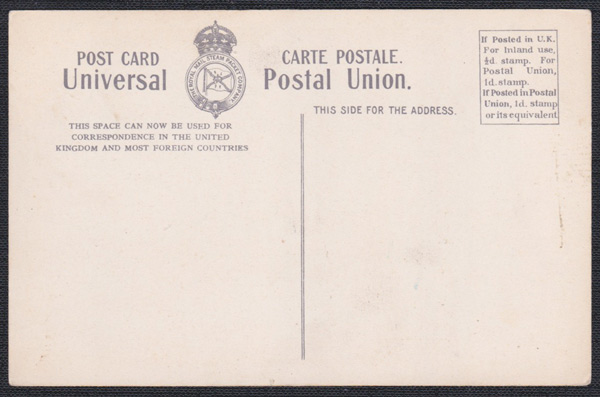 POST CARD
Universal
THE ROYAL MAIL STEAM PACKET COMPANY
CARTE POSTALE.
Postal Union.
THIS SIDE FOR THE ADDRESS.
THIS SPACE CAN NOW BE USED FOR
CORRESPONDENCE IN THE UNITED
KINGDOM AND MOST FOREIGN COUNTRIES
If Posted in U.K.
For Inland use,
½d. stamp. For
Postal Union,
1d. stamp.
If Posted in Postal
Union, 1d. stamp
or its equivalent